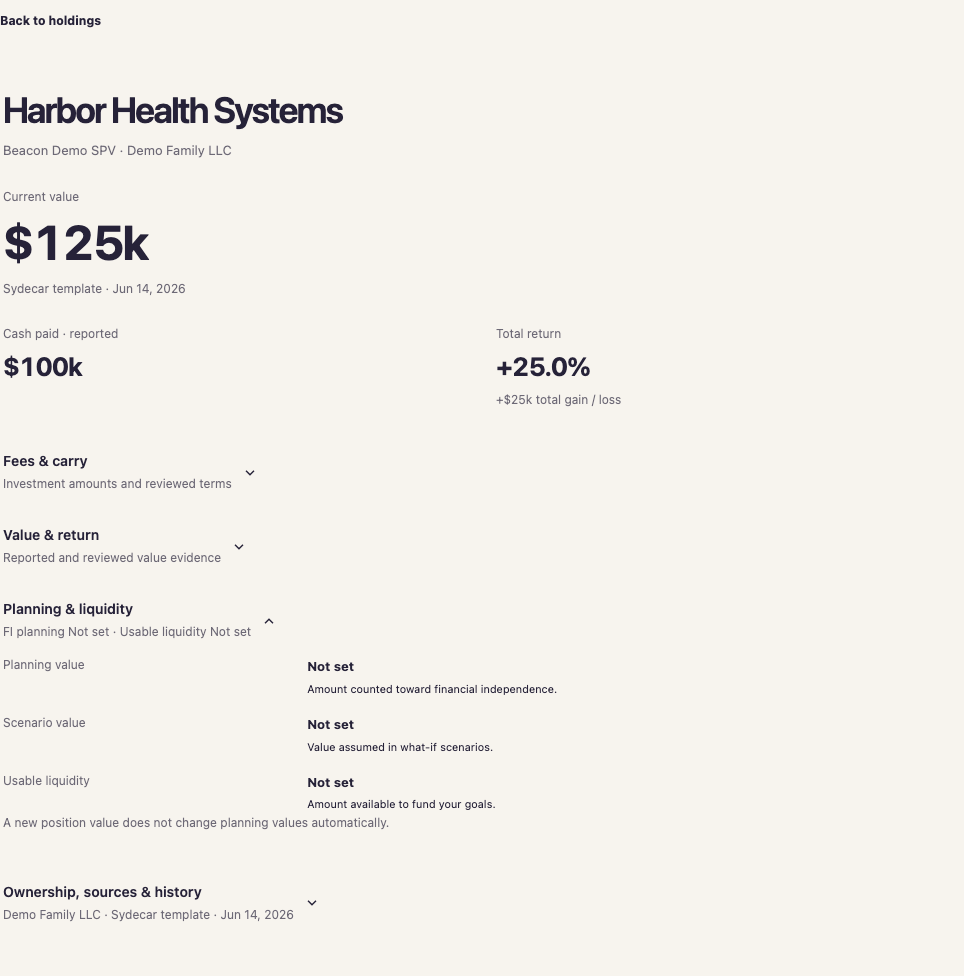 Back to holdings
Harbor Health Systems
Beacon Demo SPV · Demo Family LLC
Current value
$125k
Sydecar template · Jun 14, 2026
Cash paid · reported
$100k
Total return
+25.0%
+$25k total gain / loss
Fees & carry
Investment amounts and reviewed terms
Value & return
Reported and reviewed value evidence
Planning & liquidity
FI planning Not set · Usable liquidity Not set
Planning value
Not set
Amount counted toward financial independence.
Scenario value
Not set
Value assumed in what-if scenarios.
Usable liquidity
Not set
Amount available to fund your goals.
A new position value does not change planning values automatically.
Ownership, sources & history
Demo Family LLC · Sydecar template · Jun 14, 2026